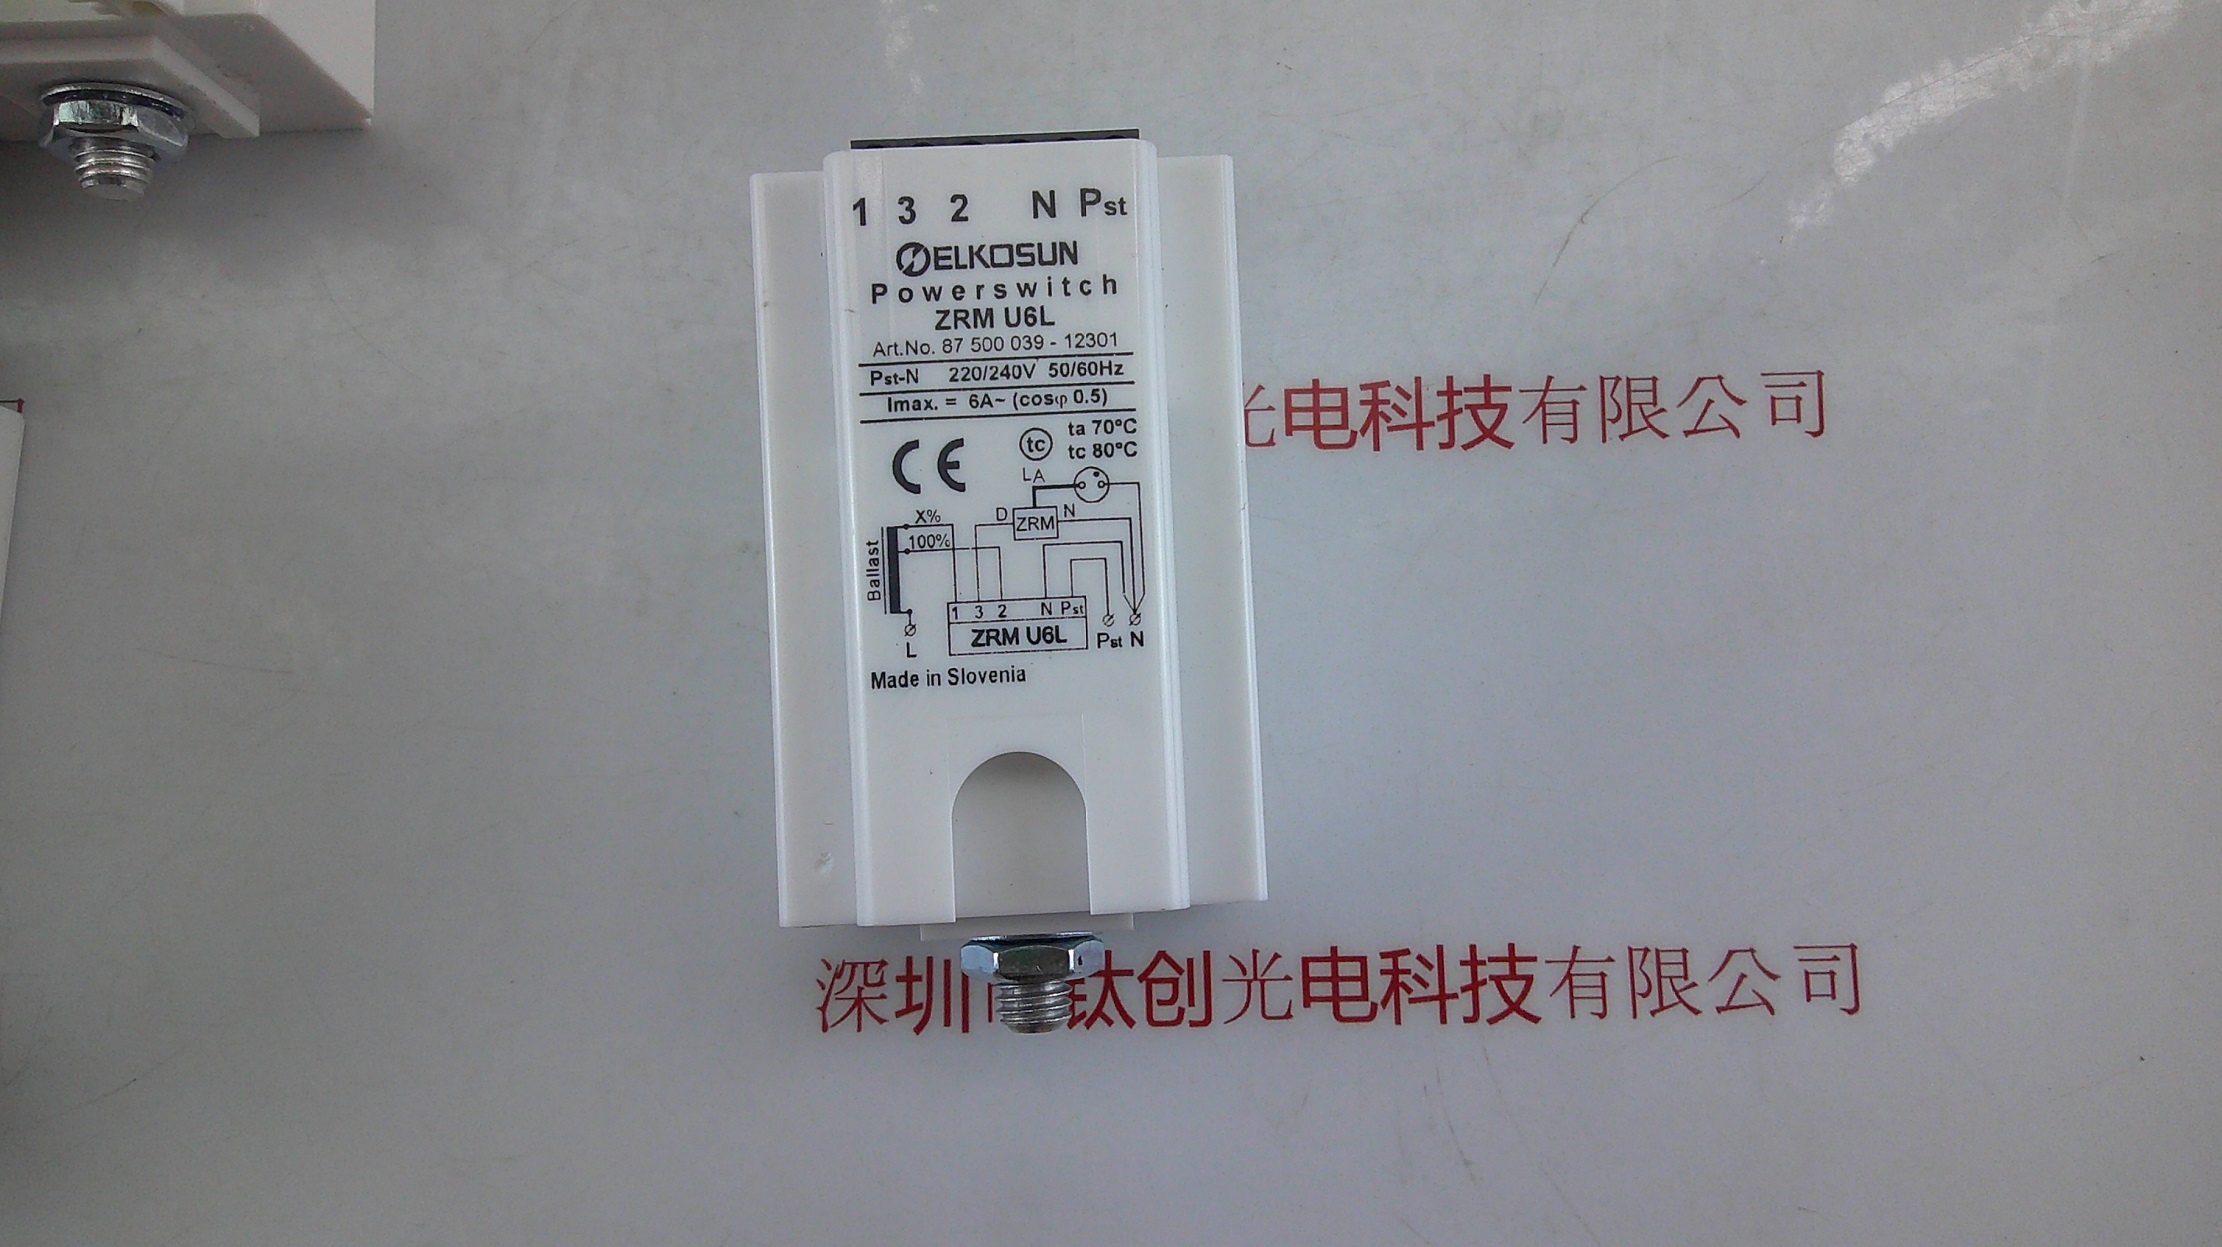 1 3 2 N Pst
ELKOSUN
Powerswitch
ZRM U6L
Art.No. 87 500 039 - 12301
Pst-N 220/240V 50/60Hz
Imax. = 6A~ (cosφ 0.5)
CE tc ta 70°C
tc 80°C
LA
X% D ZRM N
100%
Ballast
1 3 2 N Pst
ZRM U6L
L Pst N
Made in Slovenia
光电科技有限公司
深圳 钛创光电科技有限公司